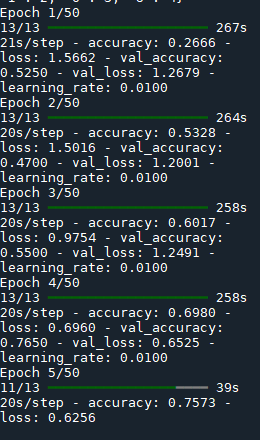 Epoch 1/50
13/13 267s
21s/step - accuracy: 0.2666 -
loss: 1.5662 - val_accuracy:
0.5250 - val_loss: 1.2679 -
learning_rate: 0.0100
Epoch 2/50
13/13 264s
20s/step - accuracy: 0.5328 -
loss: 1.5016 - val_accuracy:
0.4700 - val_loss: 1.2001 -
learning_rate: 0.0100
Epoch 3/50
13/13 258s
20s/step - accuracy: 0.6017 -
loss: 0.9754 - val_accuracy:
0.5500 - val_loss: 1.2491 -
learning_rate: 0.0100
Epoch 4/50
13/13 258s
20s/step - accuracy: 0.6980 -
loss: 0.6960 - val_accuracy:
0.7650 - val_loss: 0.6525 -
learning_rate: 0.0100
Epoch 5/50
11/13 39s
20s/step - accuracy: 0.7573 -
loss: 0.6256